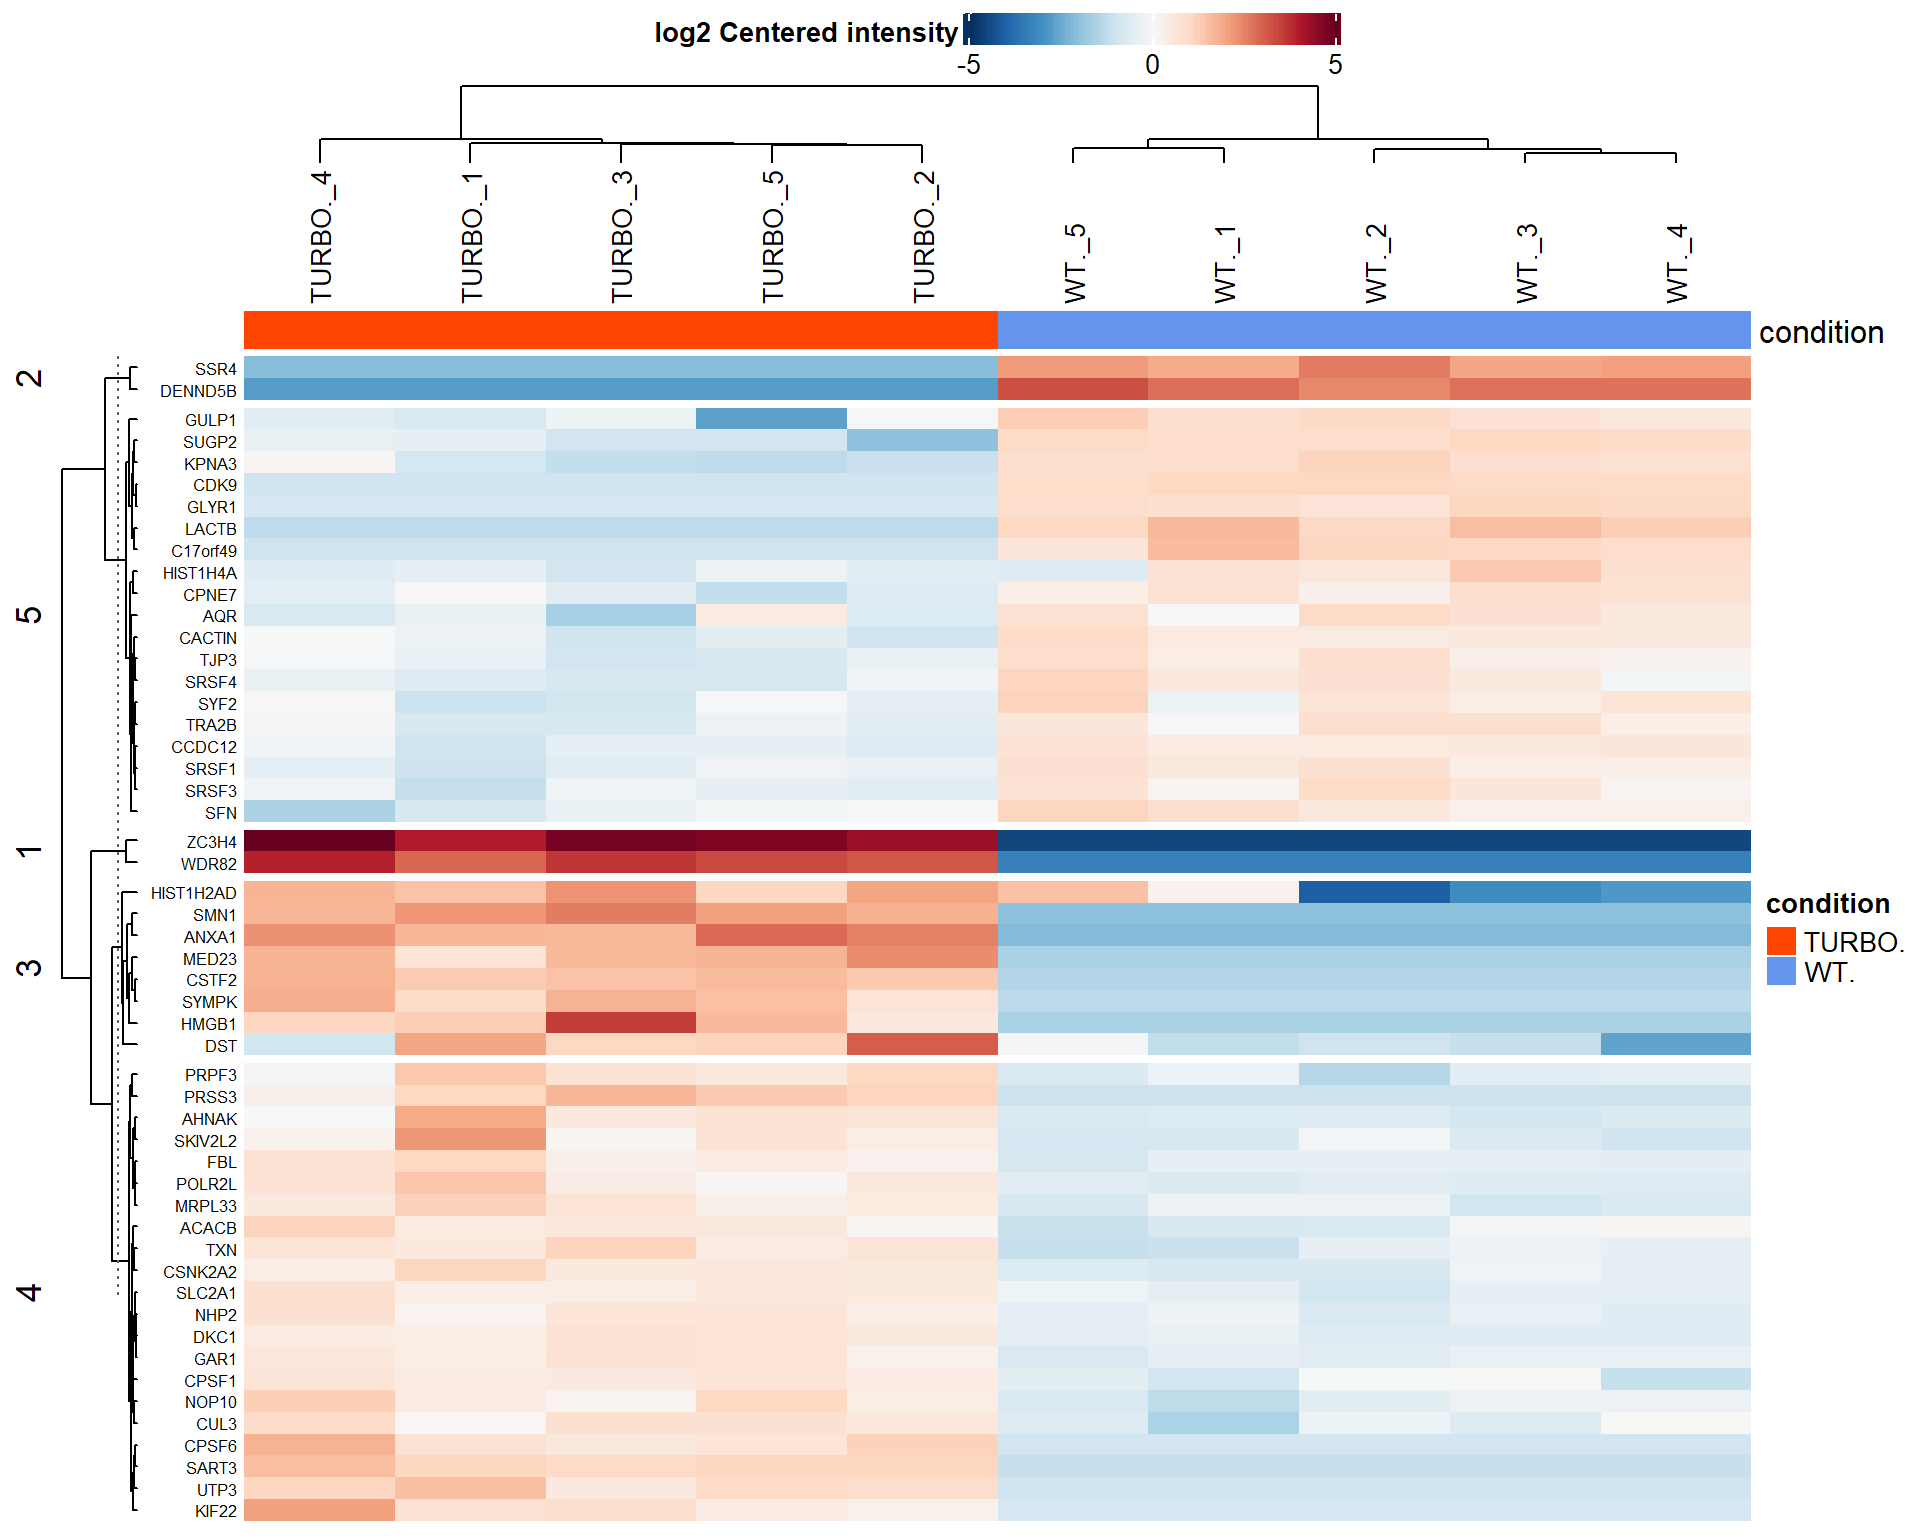 log2 Centered intensity
-5 0 5
TURBO._4
TURBO._1
TURBO._3
TURBO._5
TURBO._2
WT._5
WT._1
WT._2
WT._3
WT._4
condition
2
SSR4
DENND5B
5
GULP1
SUGP2
KPNA3
CDK9
GLYR1
LACTB
C17orf49
HIST1H4A
CPNE7
AQR
CACTIN
TJP3
SRSF4
SYF2
TRA2B
CCDC12
SRSF1
SRSF3
SFN
1
ZC3H4
WDR82
3
HIST1H2AD
SMN1
ANXA1
MED23
CSTF2
SYMPK
HMGB1
DST
4
PRPF3
PRSS3
AHNAK
SKIV2L2
FBL
POLR2L
MRPL33
ACACB
TXN
CSNK2A2
SLC2A1
NHP2
DKC1
GAR1
CPSF1
NOP10
CUL3
CPSF6
SART3
UTP3
KIF22
condition
TURBO.
WT.